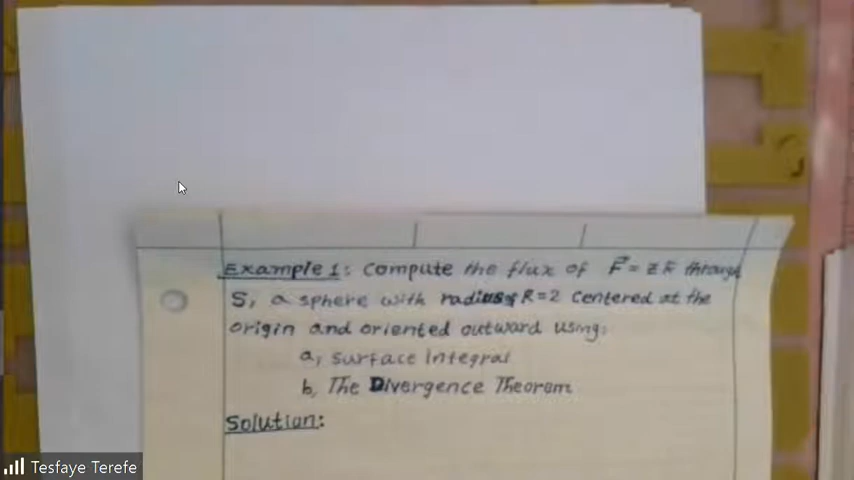 Example 1: Compute the flux of F⃗ = z k⃗ through
S, a sphere with radius of R=2 centered at the
origin and oriented outward using:
a, Surface Integral
b, The Divergence Theorem
Solution:
Tesfaye Terefe